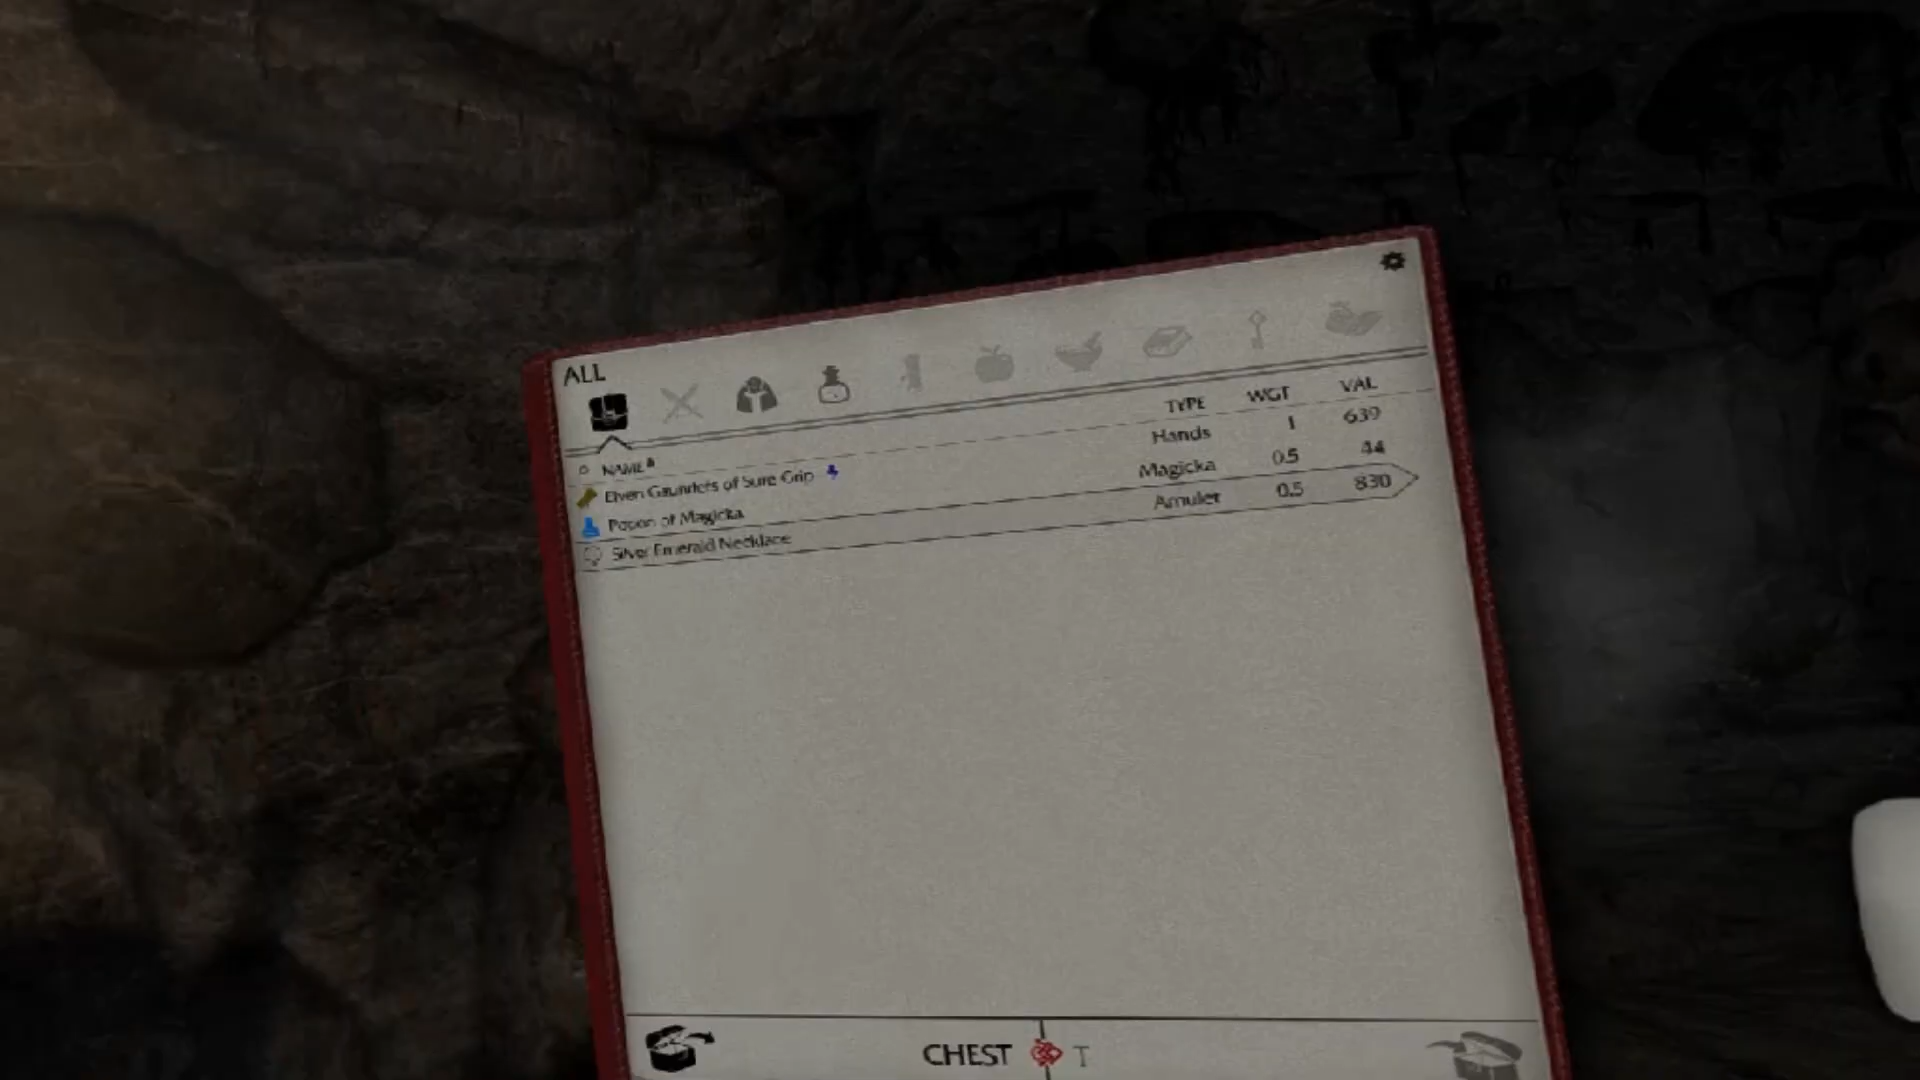 ALL
NAME TYPE WGT VAL
Elven Gauntlets of Sure Grip Hands 1 639
Potion of Magicka Magicka 0.5 44
Silver Emerald Necklace Amulet 0.5 830
CHEST T